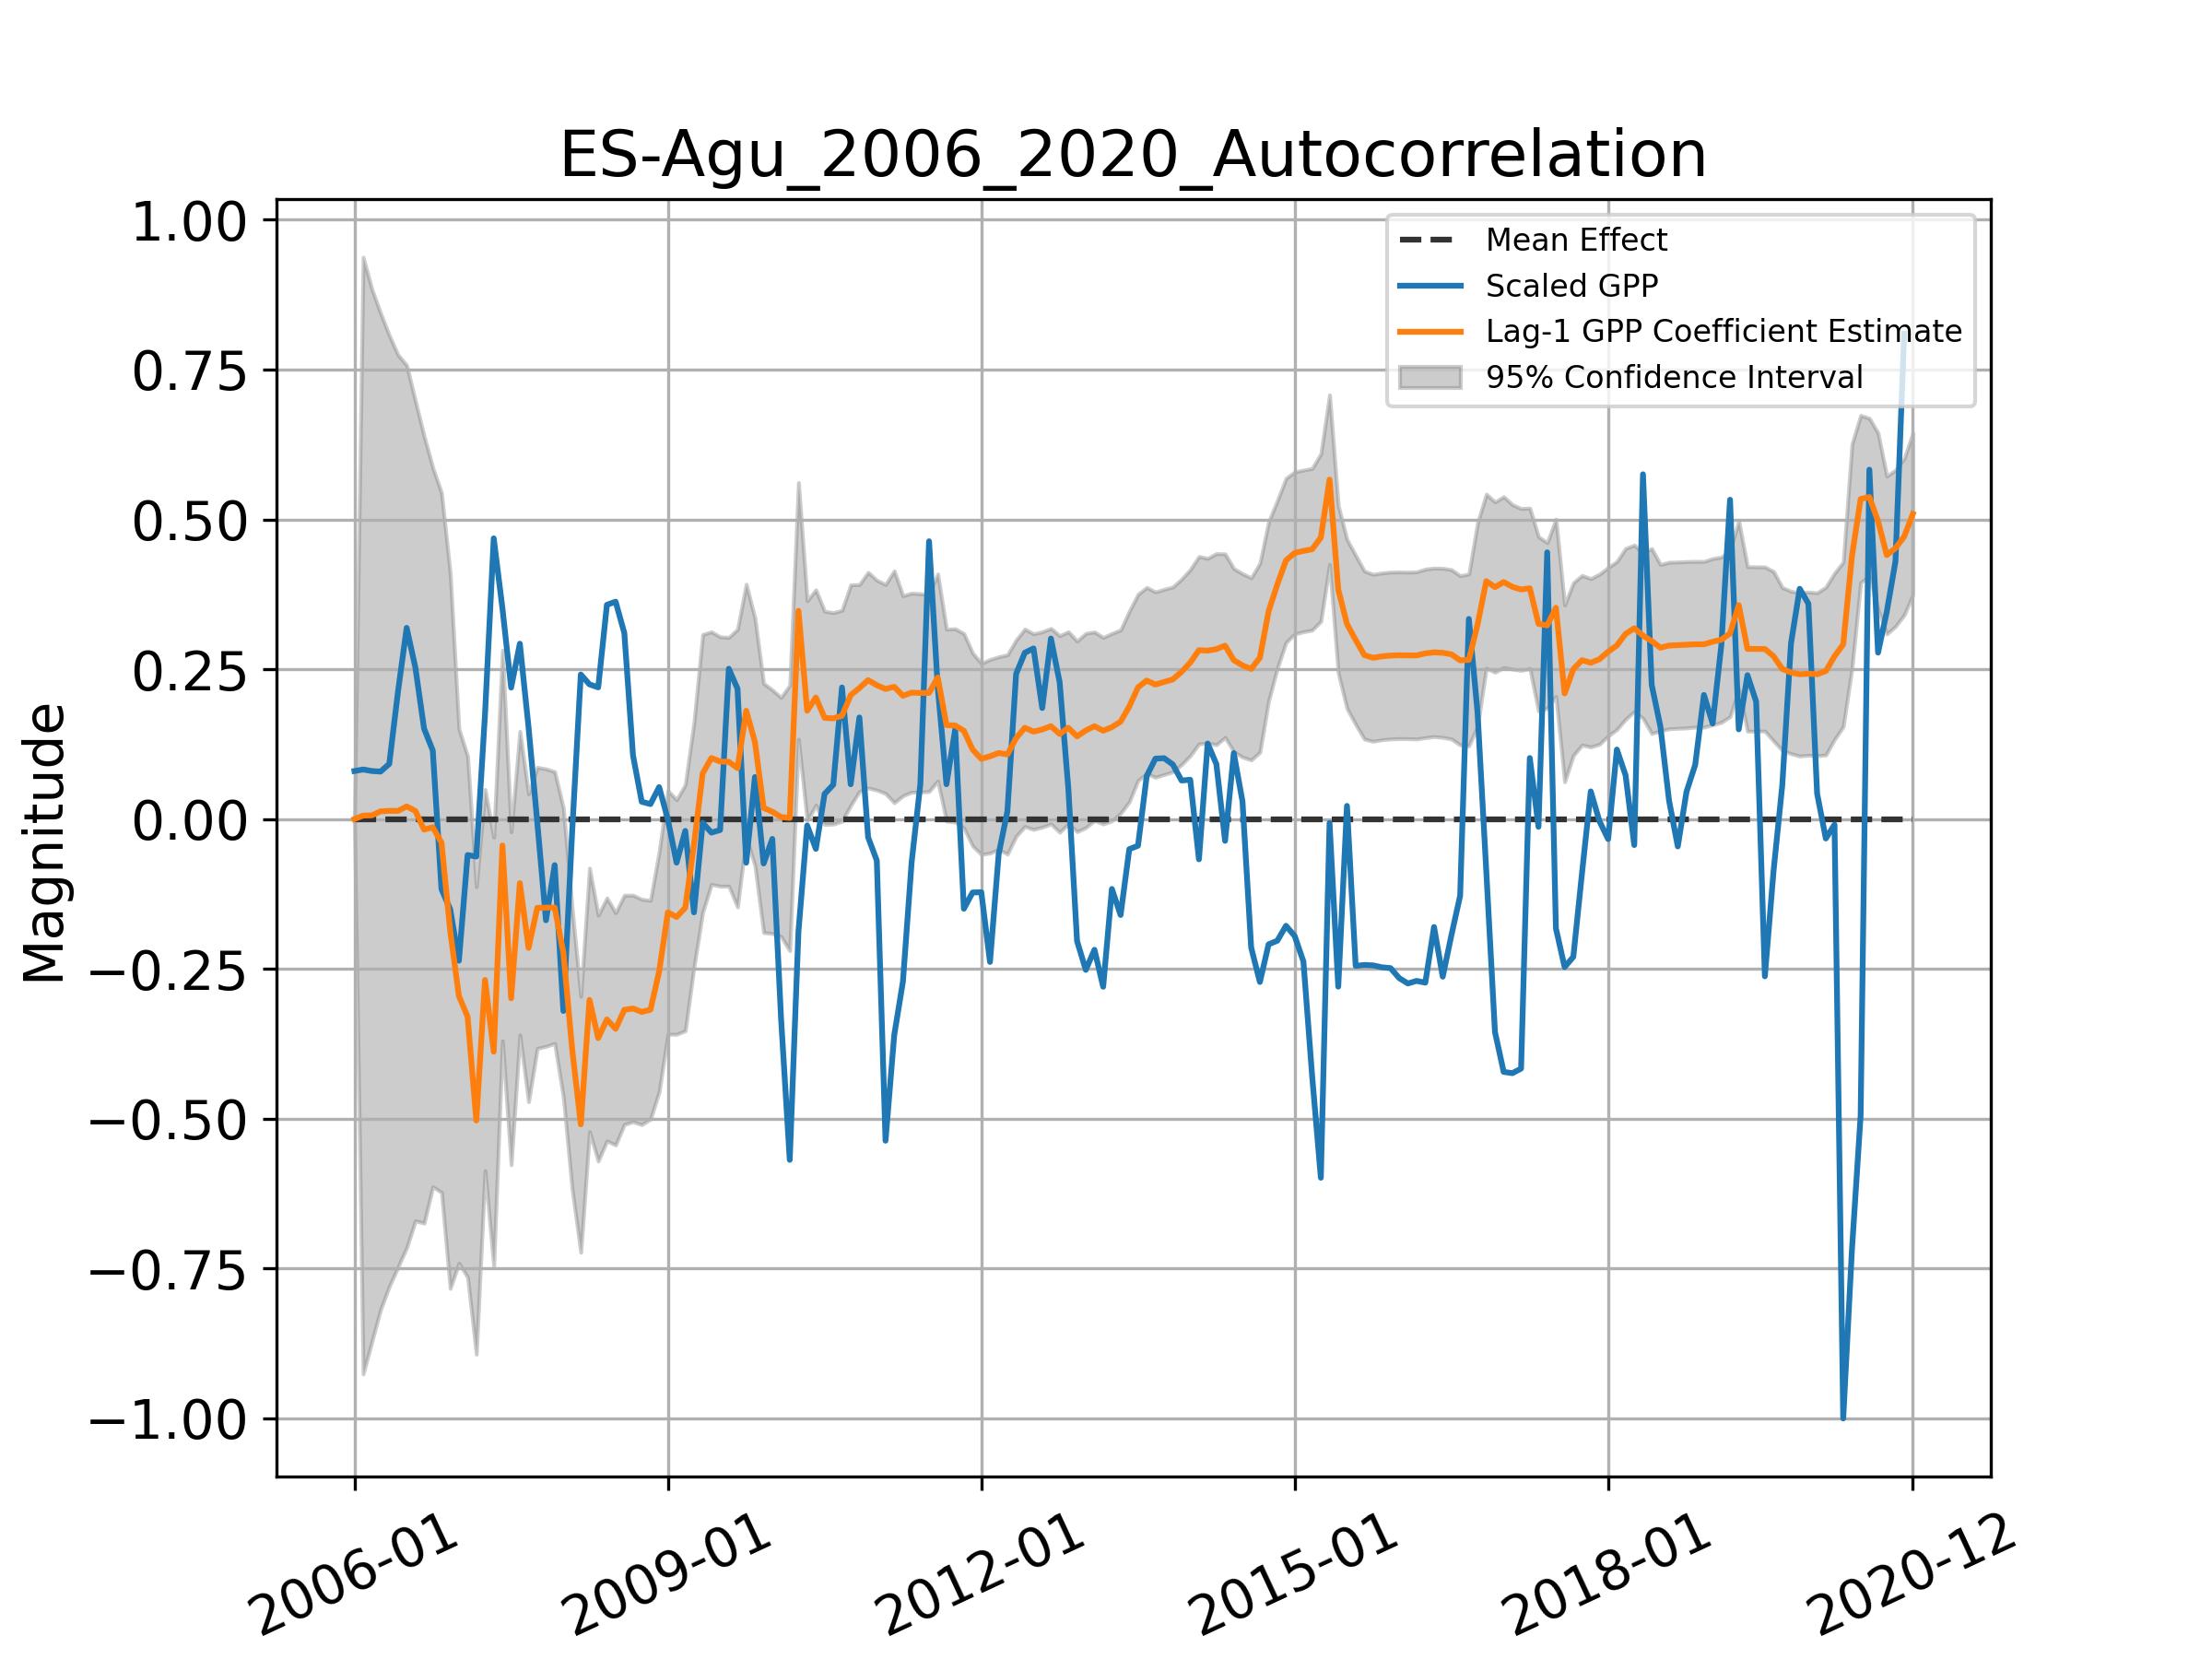 ES-Agu_2006_2020_Autocorrelation
Magnitude
1.00
0.75
0.50
0.25
0.00
−0.25
−0.50
−0.75
−1.00
Mean Effect
Scaled GPP
Lag-1 GPP Coefficient Estimate
95% Confidence Interval
2006-01
2009-01
2012-01
2015-01
2018-01
2020-12